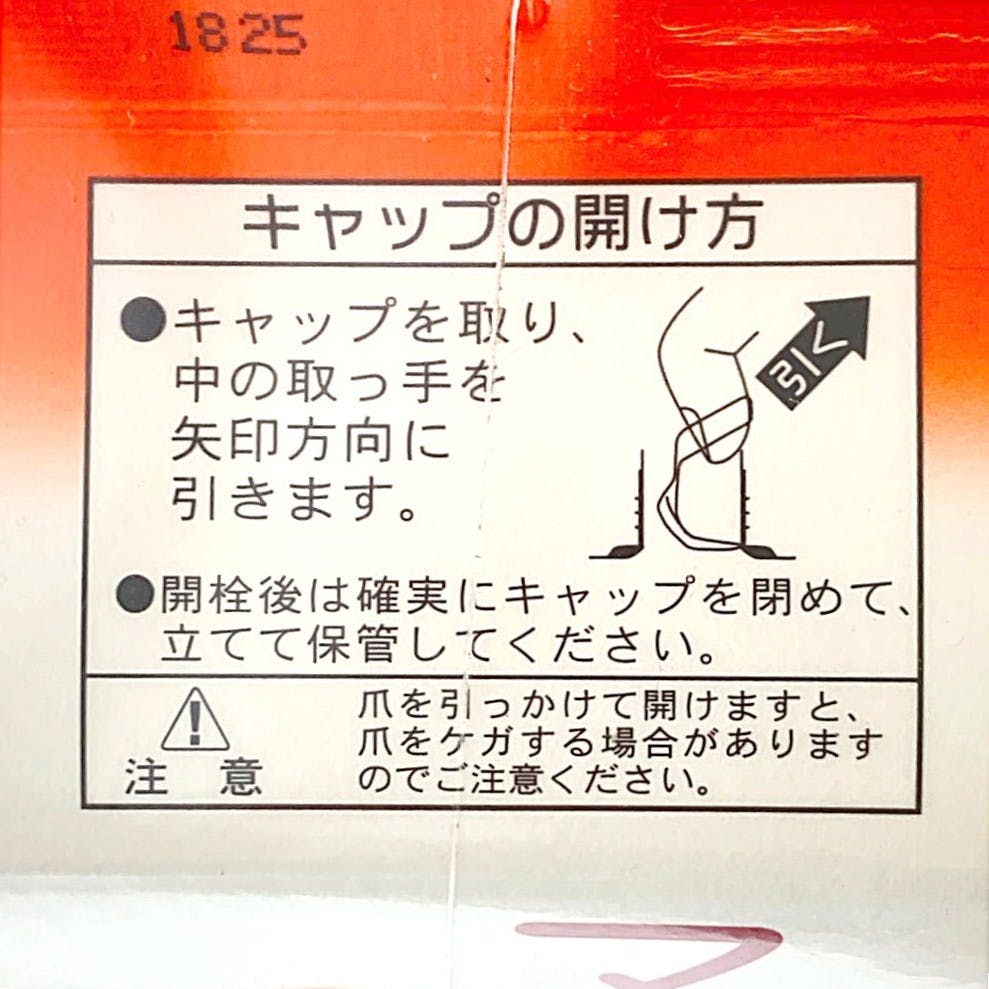 1825
キャップの開け方
●キャップを取り、
中の取っ手を
矢印方向に
引きます。
引く
●開栓後は確実にキャップを閉めて、
立てて保管してください。
爪を引っかけて開けますと、
爪をケガする場合があります
のでご注意ください。
注 意